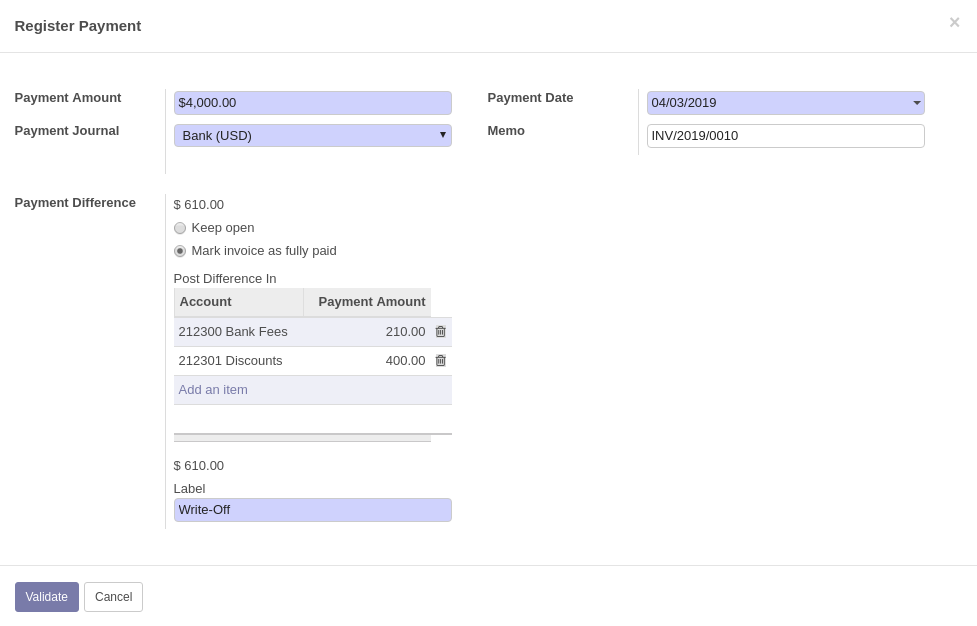 Register Payment ×
Payment Amount $4,000.00 Payment Date 04/03/2019
Payment Journal Bank (USD) Memo INV/2019/0010
Payment Difference $ 610.00
Keep open
Mark invoice as fully paid
Post Difference In
Account Payment Amount
212300 Bank Fees 210.00
212301 Discounts 400.00
Add an item
$ 610.00
Label
Write-Off
Validate Cancel